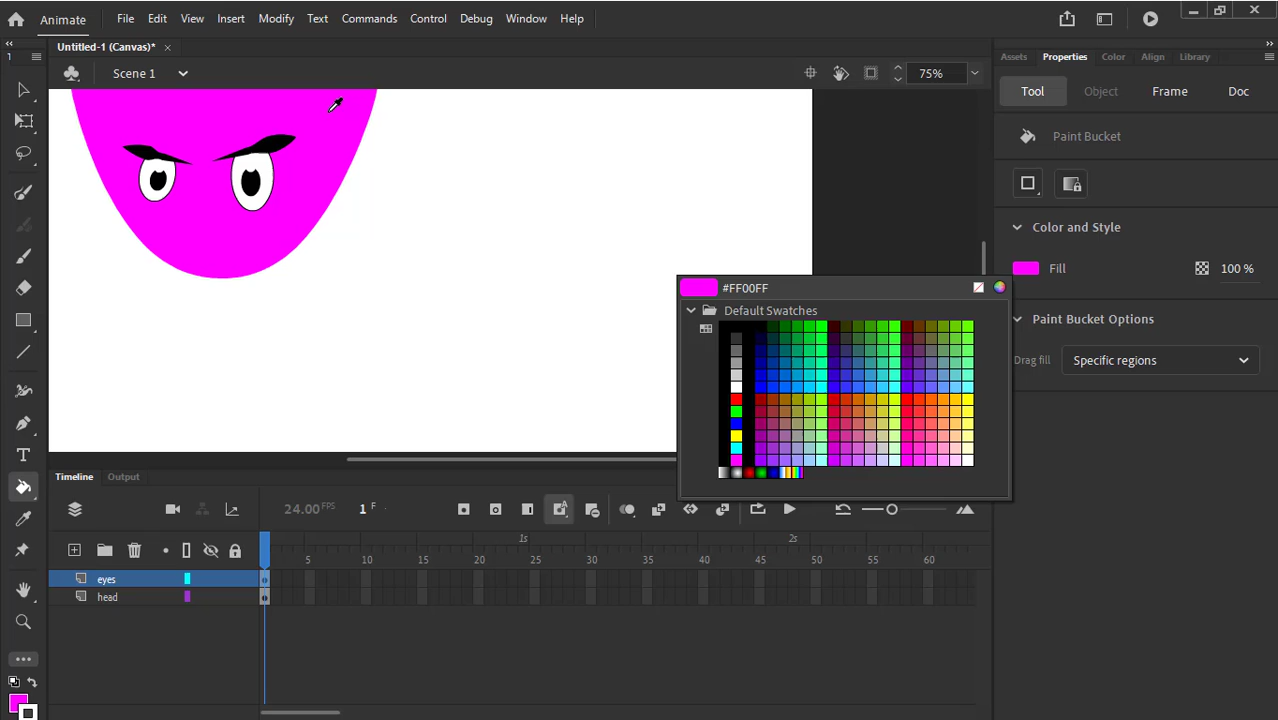 Animate File Edit View Insert Modify Text Commands Control Debug Window Help
Untitled-1 (Canvas)* ×
Scene 1 75%
1
Assets Properties Color Align Library
Tool Object Frame Doc
Paint Bucket
Color and Style
Fill 100 %
#FF00FF
Default Swatches
Paint Bucket Options
Drag fill Specific regions
Timeline Output
24.00 FPS 1 F
1s 2s
5 10 15 20 25 30 35 40 45 50 55 60
eyes
head